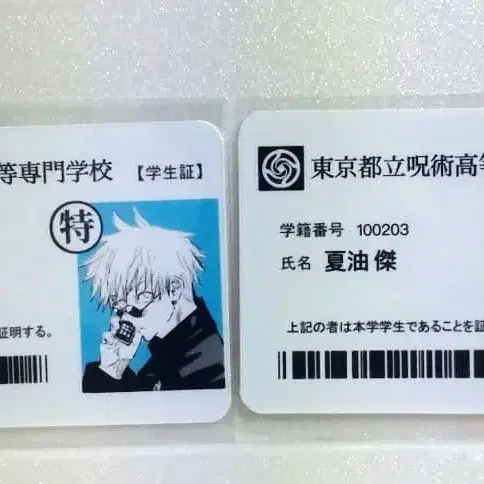 等専門学校 【学生証】
特
証明する。
東京都立呪術高等
学籍番号 100203
氏名 夏油 傑
上記の者は本学学生であることを証